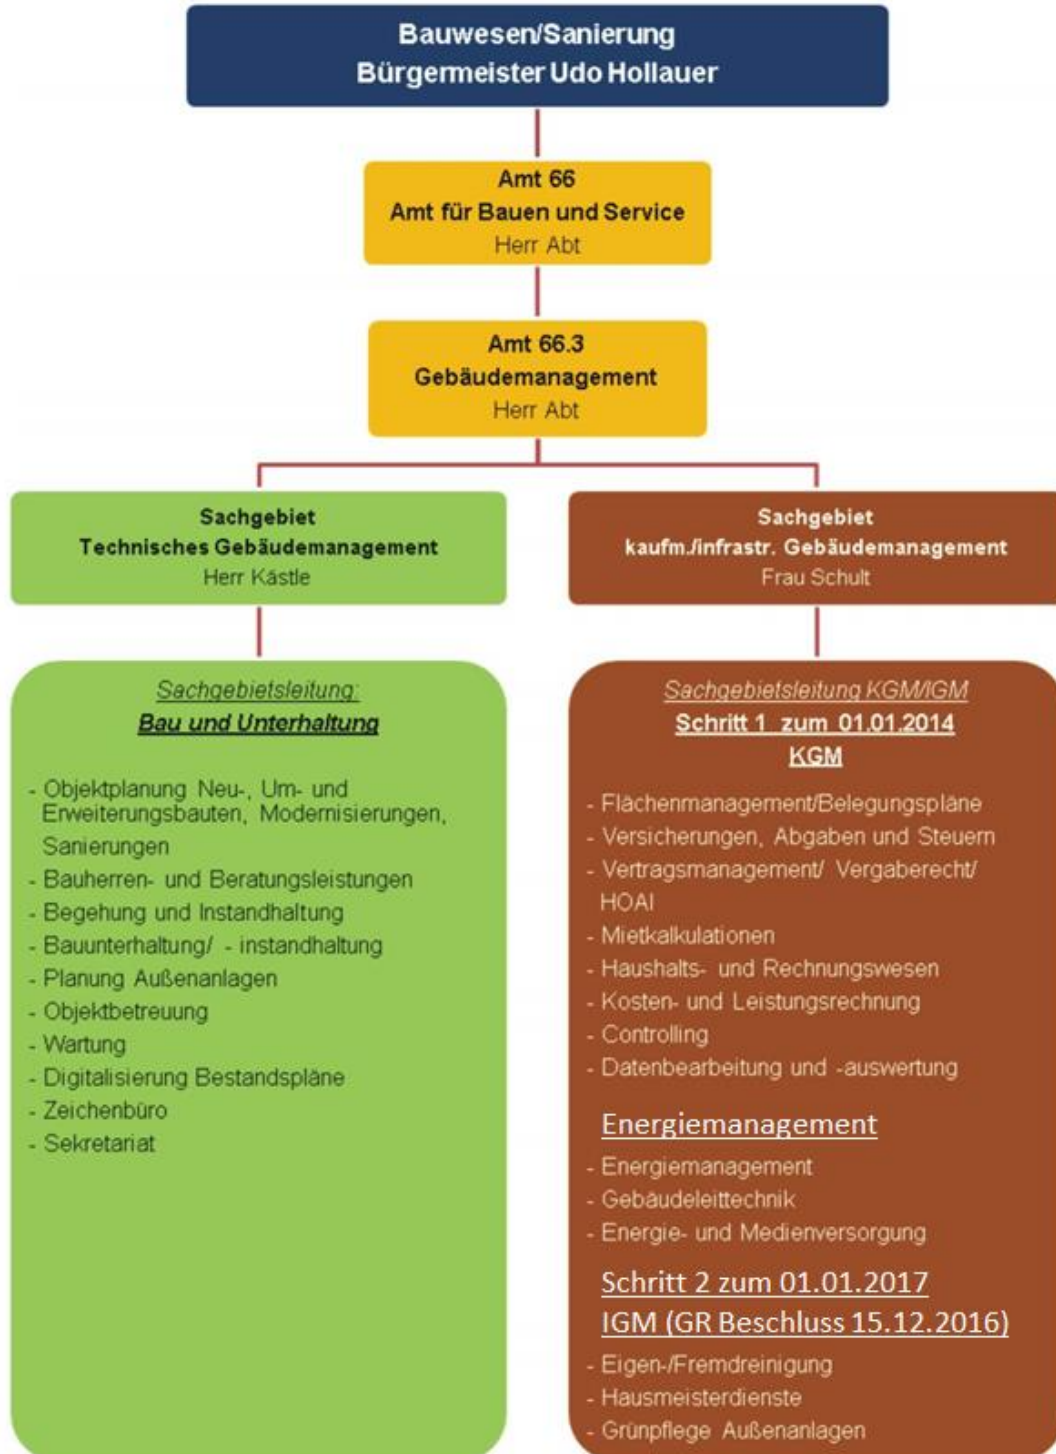 Bauwesen/Sanierung
Bürgermeister Udo Hollauer
Amt 66
Amt für Bauen und Service
Herr Abt
Amt 66.3
Gebäudemanagement
Herr Abt
Sachgebiet
Technisches Gebäudemanagement
Herr Kästle
Sachgebietsleitung:
Bau und Unterhaltung
- Objektplanung Neu-, Um- und
Erweiterungsbauten, Modernisierungen,
Sanierungen
- Bauherren- und Beratungsleistungen
- Begehung und Instandhaltung
- Bauunterhaltung/ - instandhaltung
- Planung Außenanlagen
- Objektbetreuung
- Wartung
- Digitalisierung Bestandspläne
- Zeichenbüro
- Sekretariat
Sachgebiet
kaufm./infrastr. Gebäudemanagement
Frau Schult
Sachgebietsleitung KGM/IGM
Schritt 1 zum 01.01.2014
KGM
- Flächenmanagement/Belegungspläne
- Versicherungen, Abgaben und Steuern
- Vertragsmanagement/ Vergaberecht/
HOAI
- Mietkalkulationen
- Haushalts- und Rechnungswesen
- Kosten- und Leistungsrechnung
- Controlling
- Datenbearbeitung und -auswertung
Energiemanagement
- Energiemanagement
- Gebäudeleittechnik
- Energie- und Medienversorgung
Schritt 2 zum 01.01.2017
IGM (GR Beschluss 15.12.2016)
- Eigen-/Fremdreinigung
- Hausmeisterdienste
- Grünpflege Außenanlagen